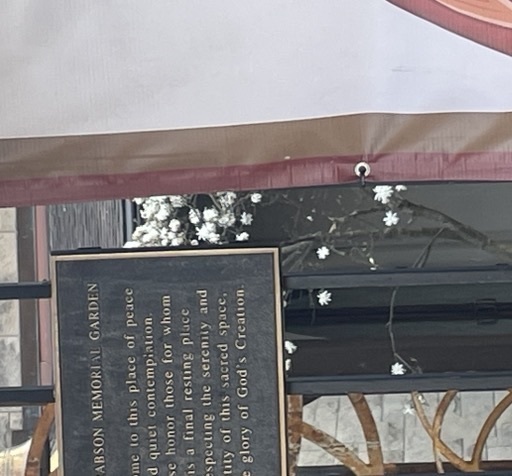 ABSON MEMORIAL GARDEN
ome to this place of peace
d quiet contemplation.
se honor those for whom
is a final resting place
especting the serenity and
tity of this sacred space,
e glory of God's Creation.